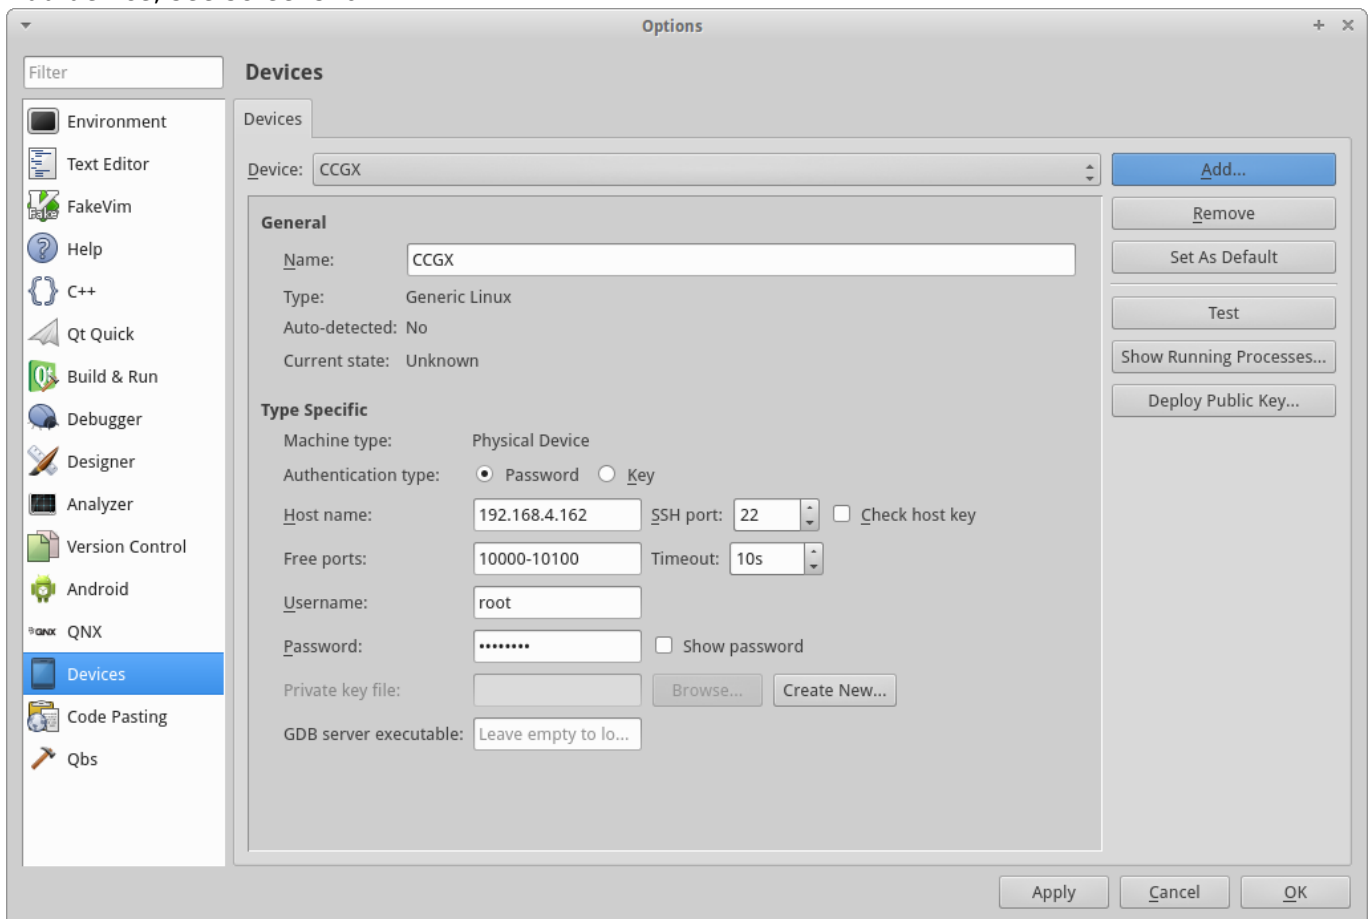 Options
Filter
Devices
Environment
Text Editor
FakeVim
Help
C++
Qt Quick
Build & Run
Debugger
Designer
Analyzer
Version Control
Android
QNX
Devices
Code Pasting
Qbs
Devices
Device: CCGX
Add...
Remove
Set As Default
Test
Show Running Processes...
Deploy Public Key...
General
Name: CCGX
Type: Generic Linux
Auto-detected: No
Current state: Unknown
Type Specific
Machine type: Physical Device
Authentication type: Password Key
Host name: 192.168.4.162 SSH port: 22 Check host key
Free ports: 10000-10100 Timeout: 10s
Username: root
Password: •••••••• Show password
Private key file: Browse... Create New...
GDB server executable: Leave empty to lo...
Apply Cancel OK